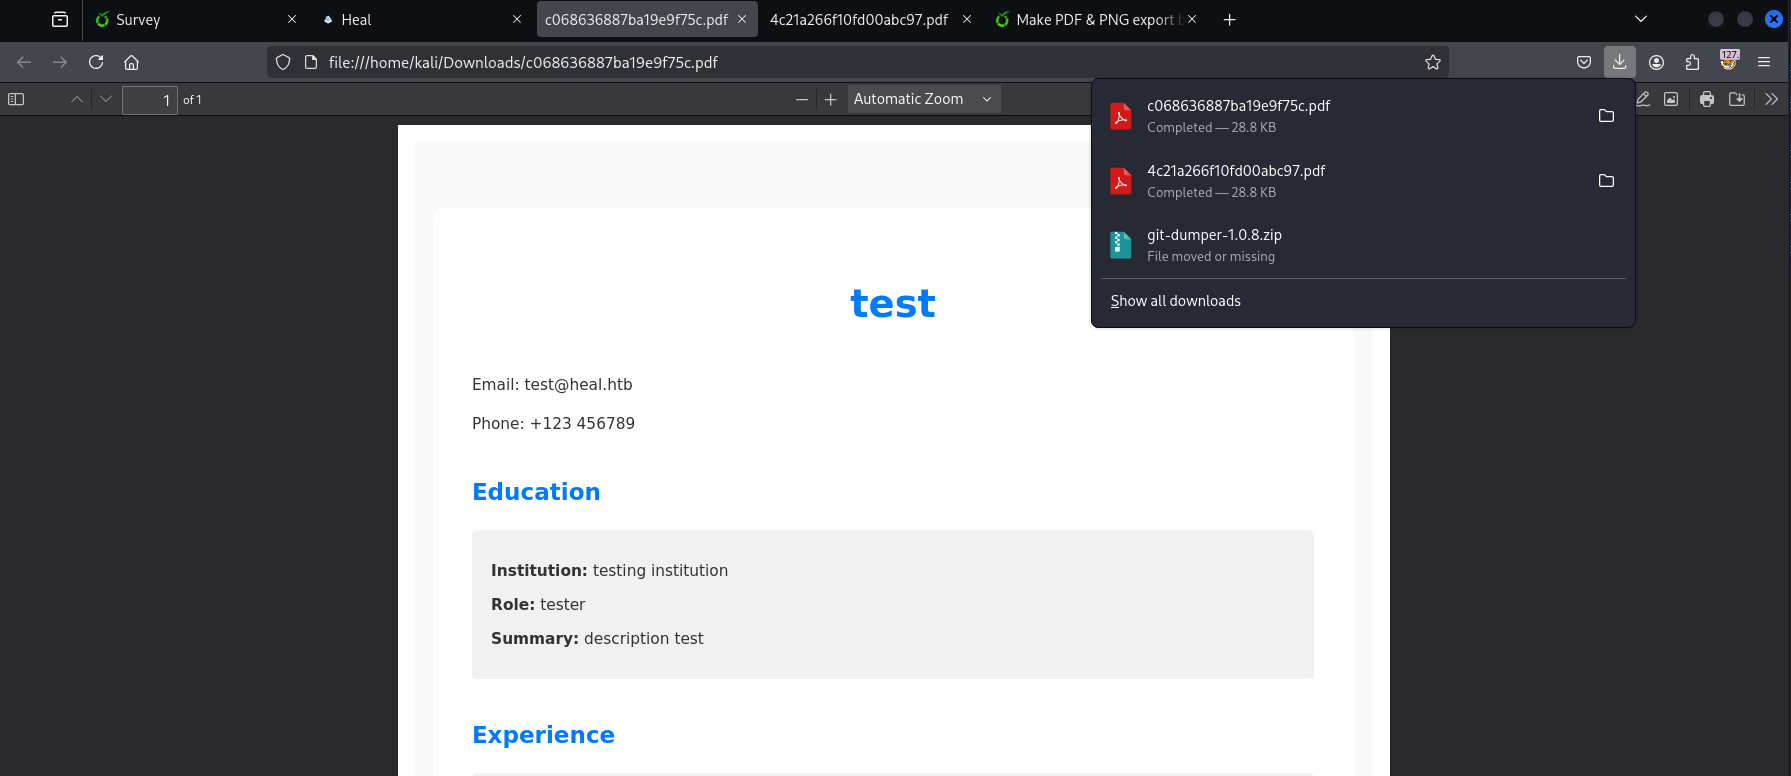 Survey
Heal
c068636887ba19e9f75c.pdf
4c21a266f10fd00abc97.pdf
Make PDF & PNG export
file:///home/kali/Downloads/c068636887ba19e9f75c.pdf
127
1 of 1
Automatic Zoom
c068636887ba19e9f75c.pdf
Completed — 28.8 KB
4c21a266f10fd00abc97.pdf
Completed — 28.8 KB
git-dumper-1.0.8.zip
File moved or missing
Show all downloads
test
Email: test@heal.htb
Phone: +123 456789
Education
Institution: testing institution
Role: tester
Summary: description test
Experience